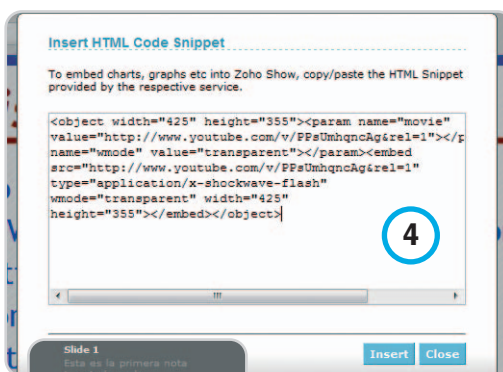 Insert HTML Code Snippet
To embed charts, graphs etc into Zoho Show, copy/paste the HTML Snippet
provided by the respective service.
<object width="425" height="355"><param name="movie"
value="http://www.youtube.com/v/PPsUmhqncAg&rel=1"></p
name="wmode" value="transparent"></param><embed
src="http://www.youtube.com/v/PPsUmhqncAg&rel=1"
type="application/x-shockwave-flash"
wmode="transparent" width="425"
height="355"></embed></object>
4
Slide 1
Esta es la primera nota
Insert Close